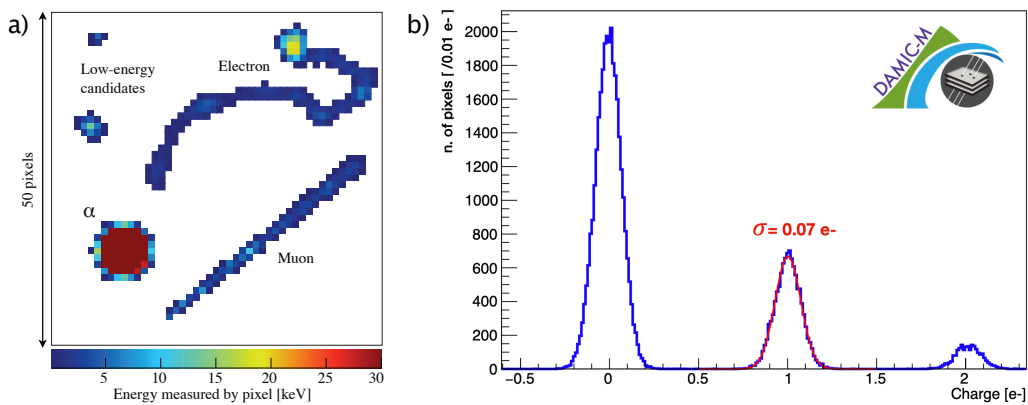 a)
Low-energy
candidates
Electron
50 pixels
α
Muon
5
10
15
20
25
30
Energy measured by pixel [keV]
b)
n. of pixels [ /0.01 e- ]
2000
1800
1600
1400
1200
1000
800
600
400
200
0
DAMIC-M
σ = 0.07 e-
−0.5
0
0.5
1
1.5
2
Charge [e-]